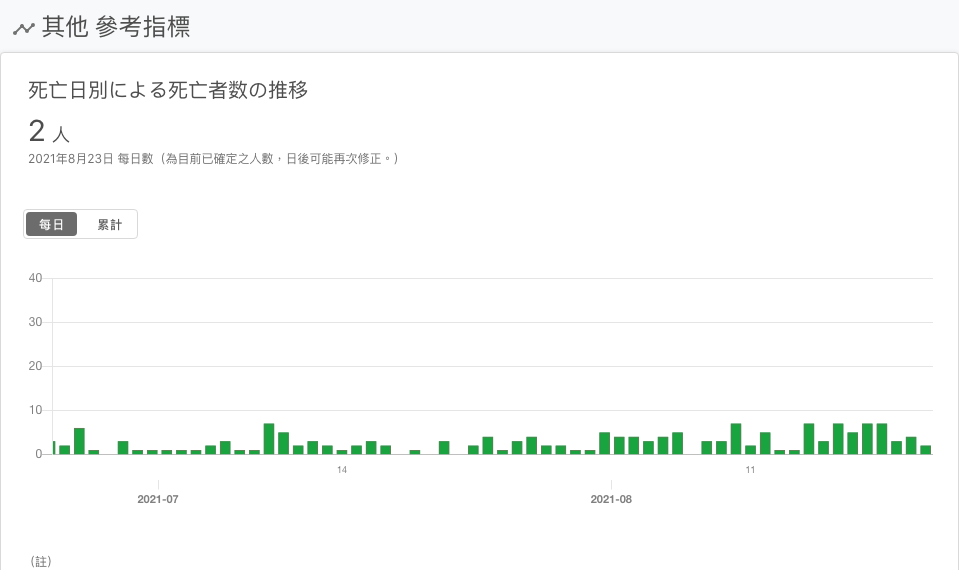 其他 參考指標
死亡日別による死亡者数の推移
2 人
2021年8月23日 每日數（為目前已確定之人數，日後可能再次修正。）
每日 累計
40
30
20
10
0
14 11
2021-07 2021-08
（註）